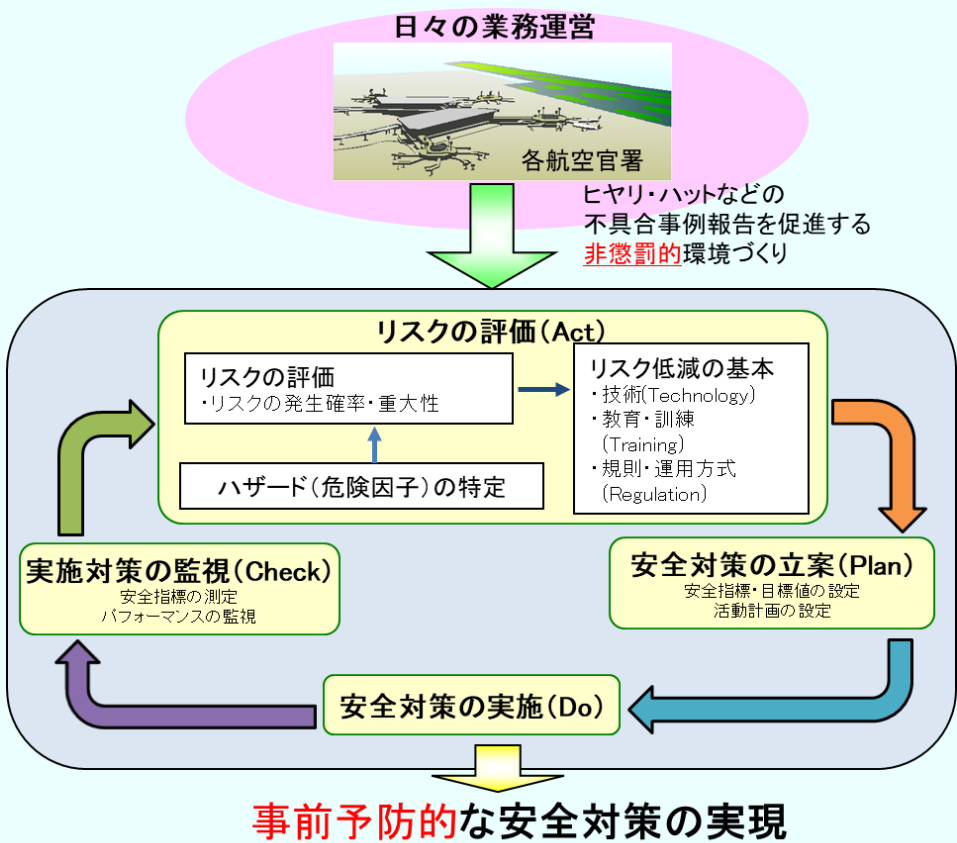 日々の業務運営
各航空官署
ヒヤリ・ハットなどの
不具合事例報告を促進する
非懲罰的環境づくり
リスクの評価(Act)
リスクの評価
・リスクの発生確率・重大性
ハザード(危険因子)の特定
リスク低減の基本
・技術(Technology)
・教育・訓練
(Training)
・規則・運用方式
(Regulation)
実施対策の監視(Check)
安全指標の測定
パフォーマンスの監視
安全対策の立案(Plan)
安全指標・目標値の設定
活動計画の設定
安全対策の実施(Do)
事前予防的な安全対策の実現